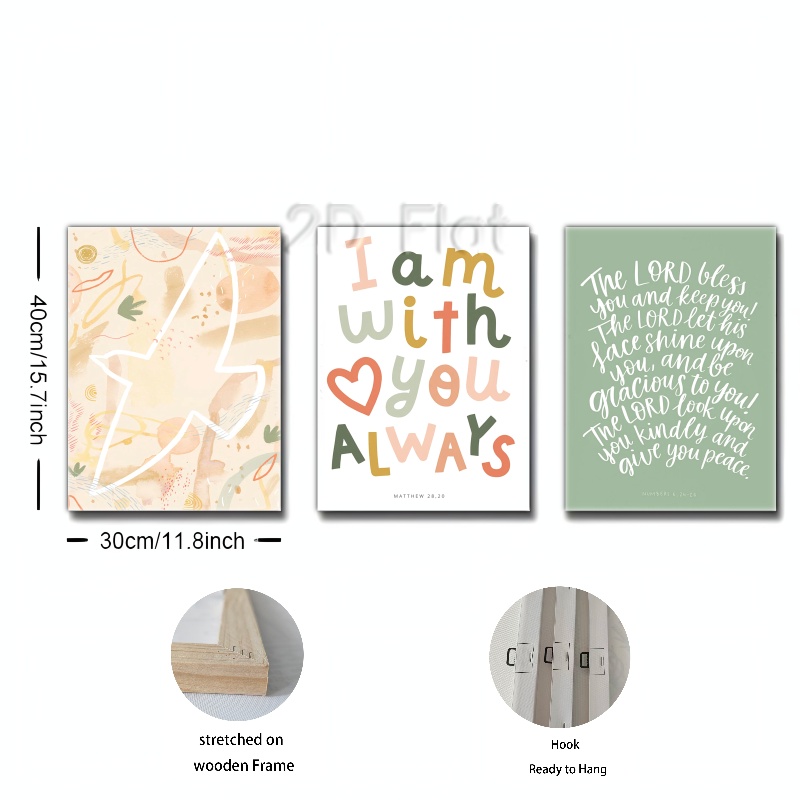 2D Flat
40cm/15.7inch
30cm/11.8inch
I am
with
you
ALWAYS
MATTHEW 28.20
The LORD bless
you and keep you!
The LORD let his
face shine upon
you, and be
gracious to you!
The LORD look upon
you kindly and
give you peace.
stretched on
wooden Frame
Hook
Ready to Hang